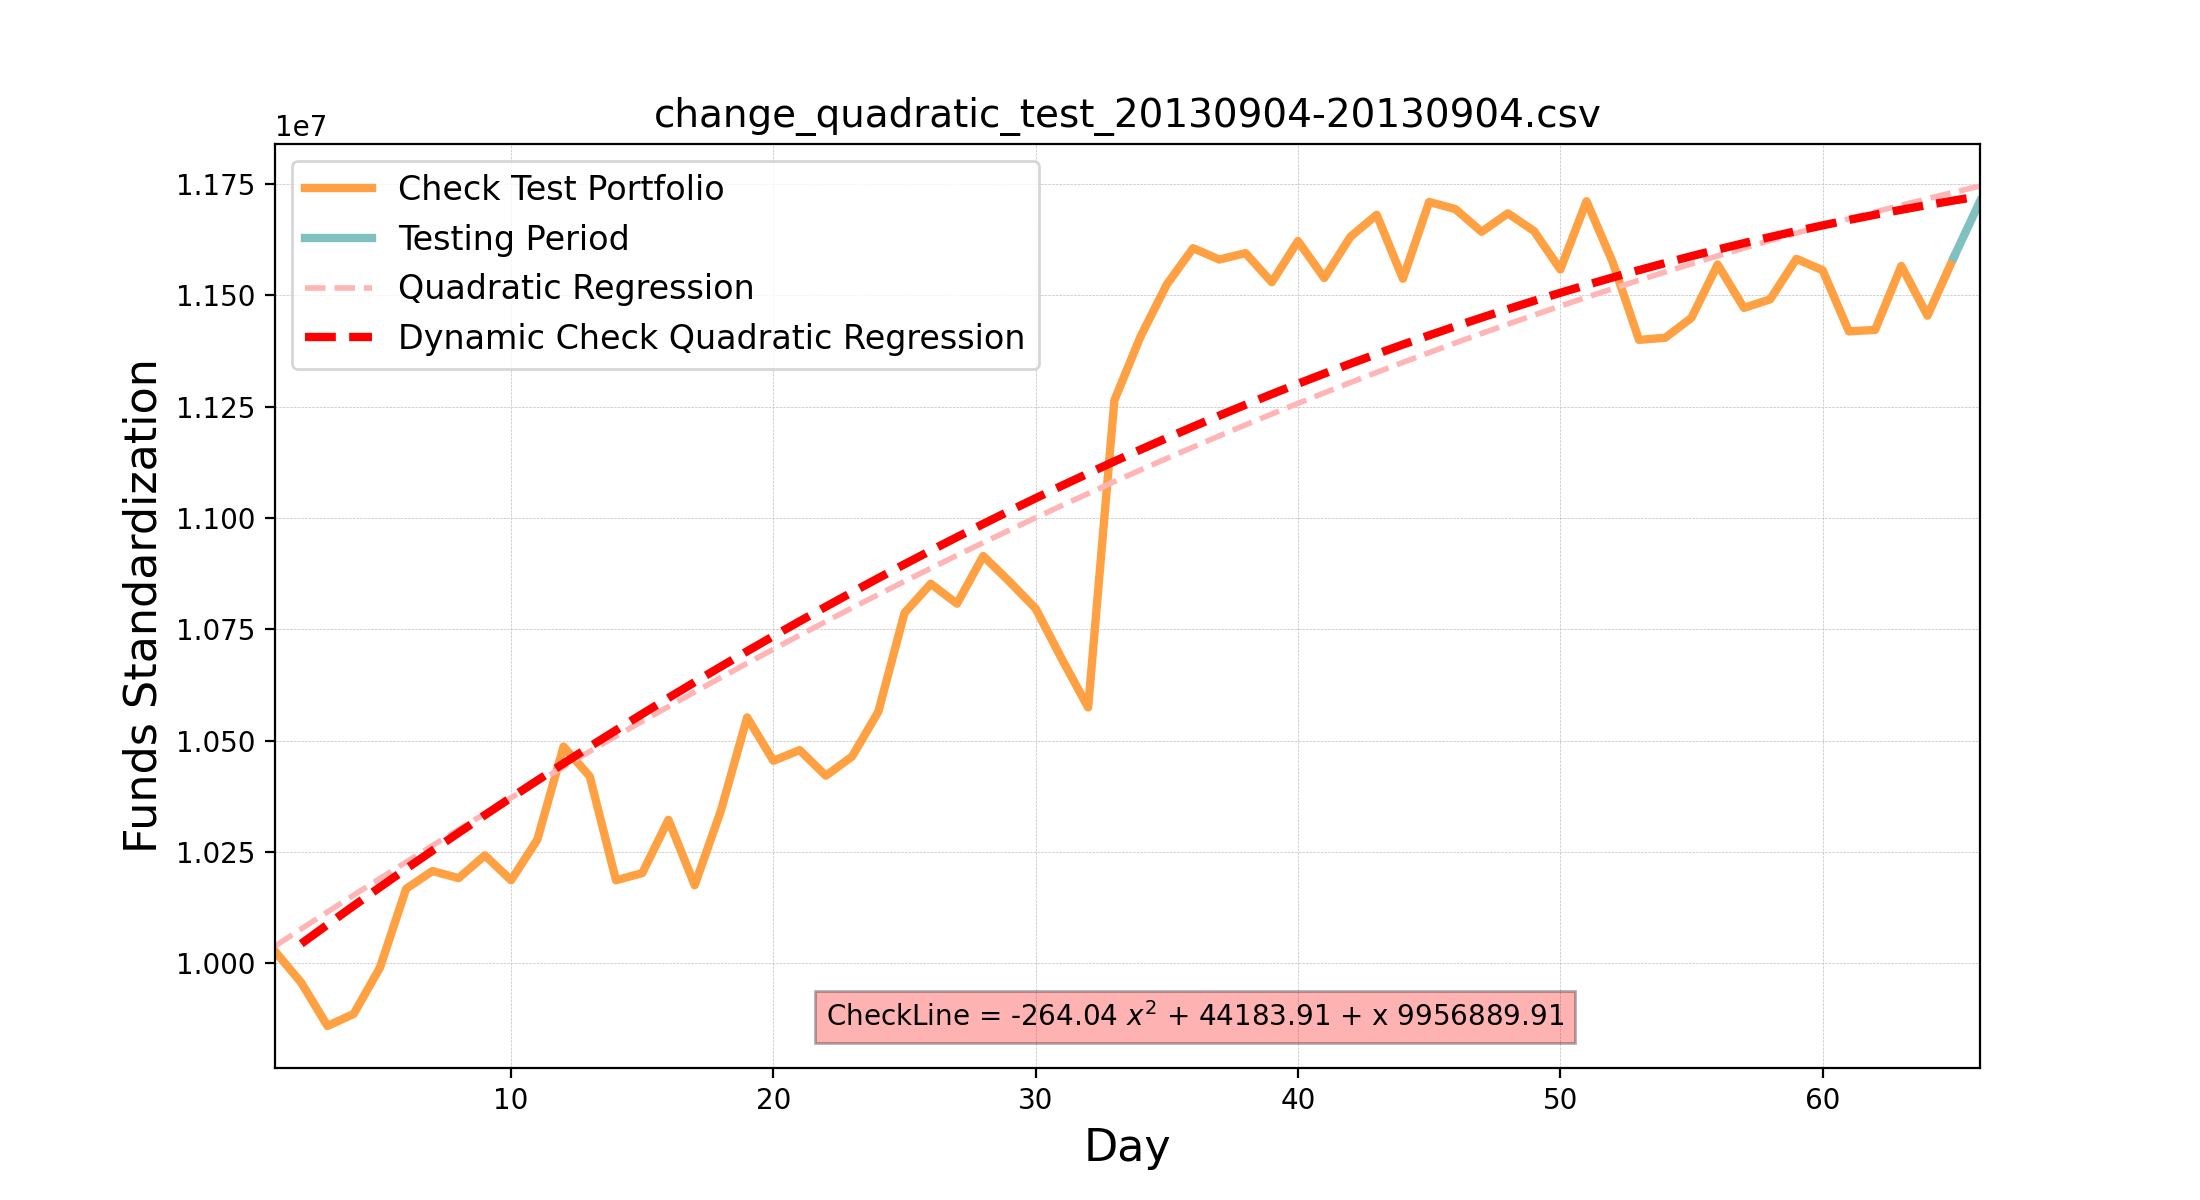 change_quadratic_test_20130904-20130904.csv
1e7
Check Test Portfolio
Testing Period
Quadratic Regression
Dynamic Check Quadratic Regression
Funds Standardization
1.175
1.150
1.125
1.100
1.075
1.050
1.025
1.000
CheckLine = -264.04 x² + 44183.91 + x 9956889.91
10 20 30 40 50 60
Day